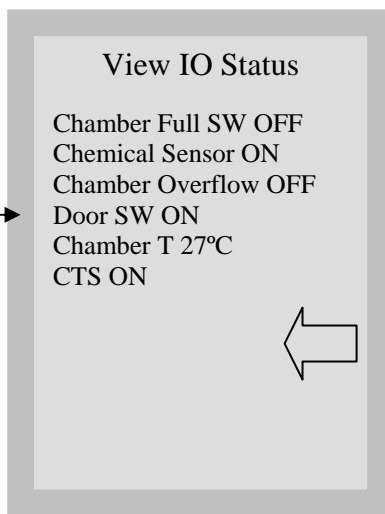 View IO Status
Chamber Full SW OFF
Chemical Sensor ON
Chamber Overflow OFF
Door SW ON
Chamber T 27ºC
CTS ON